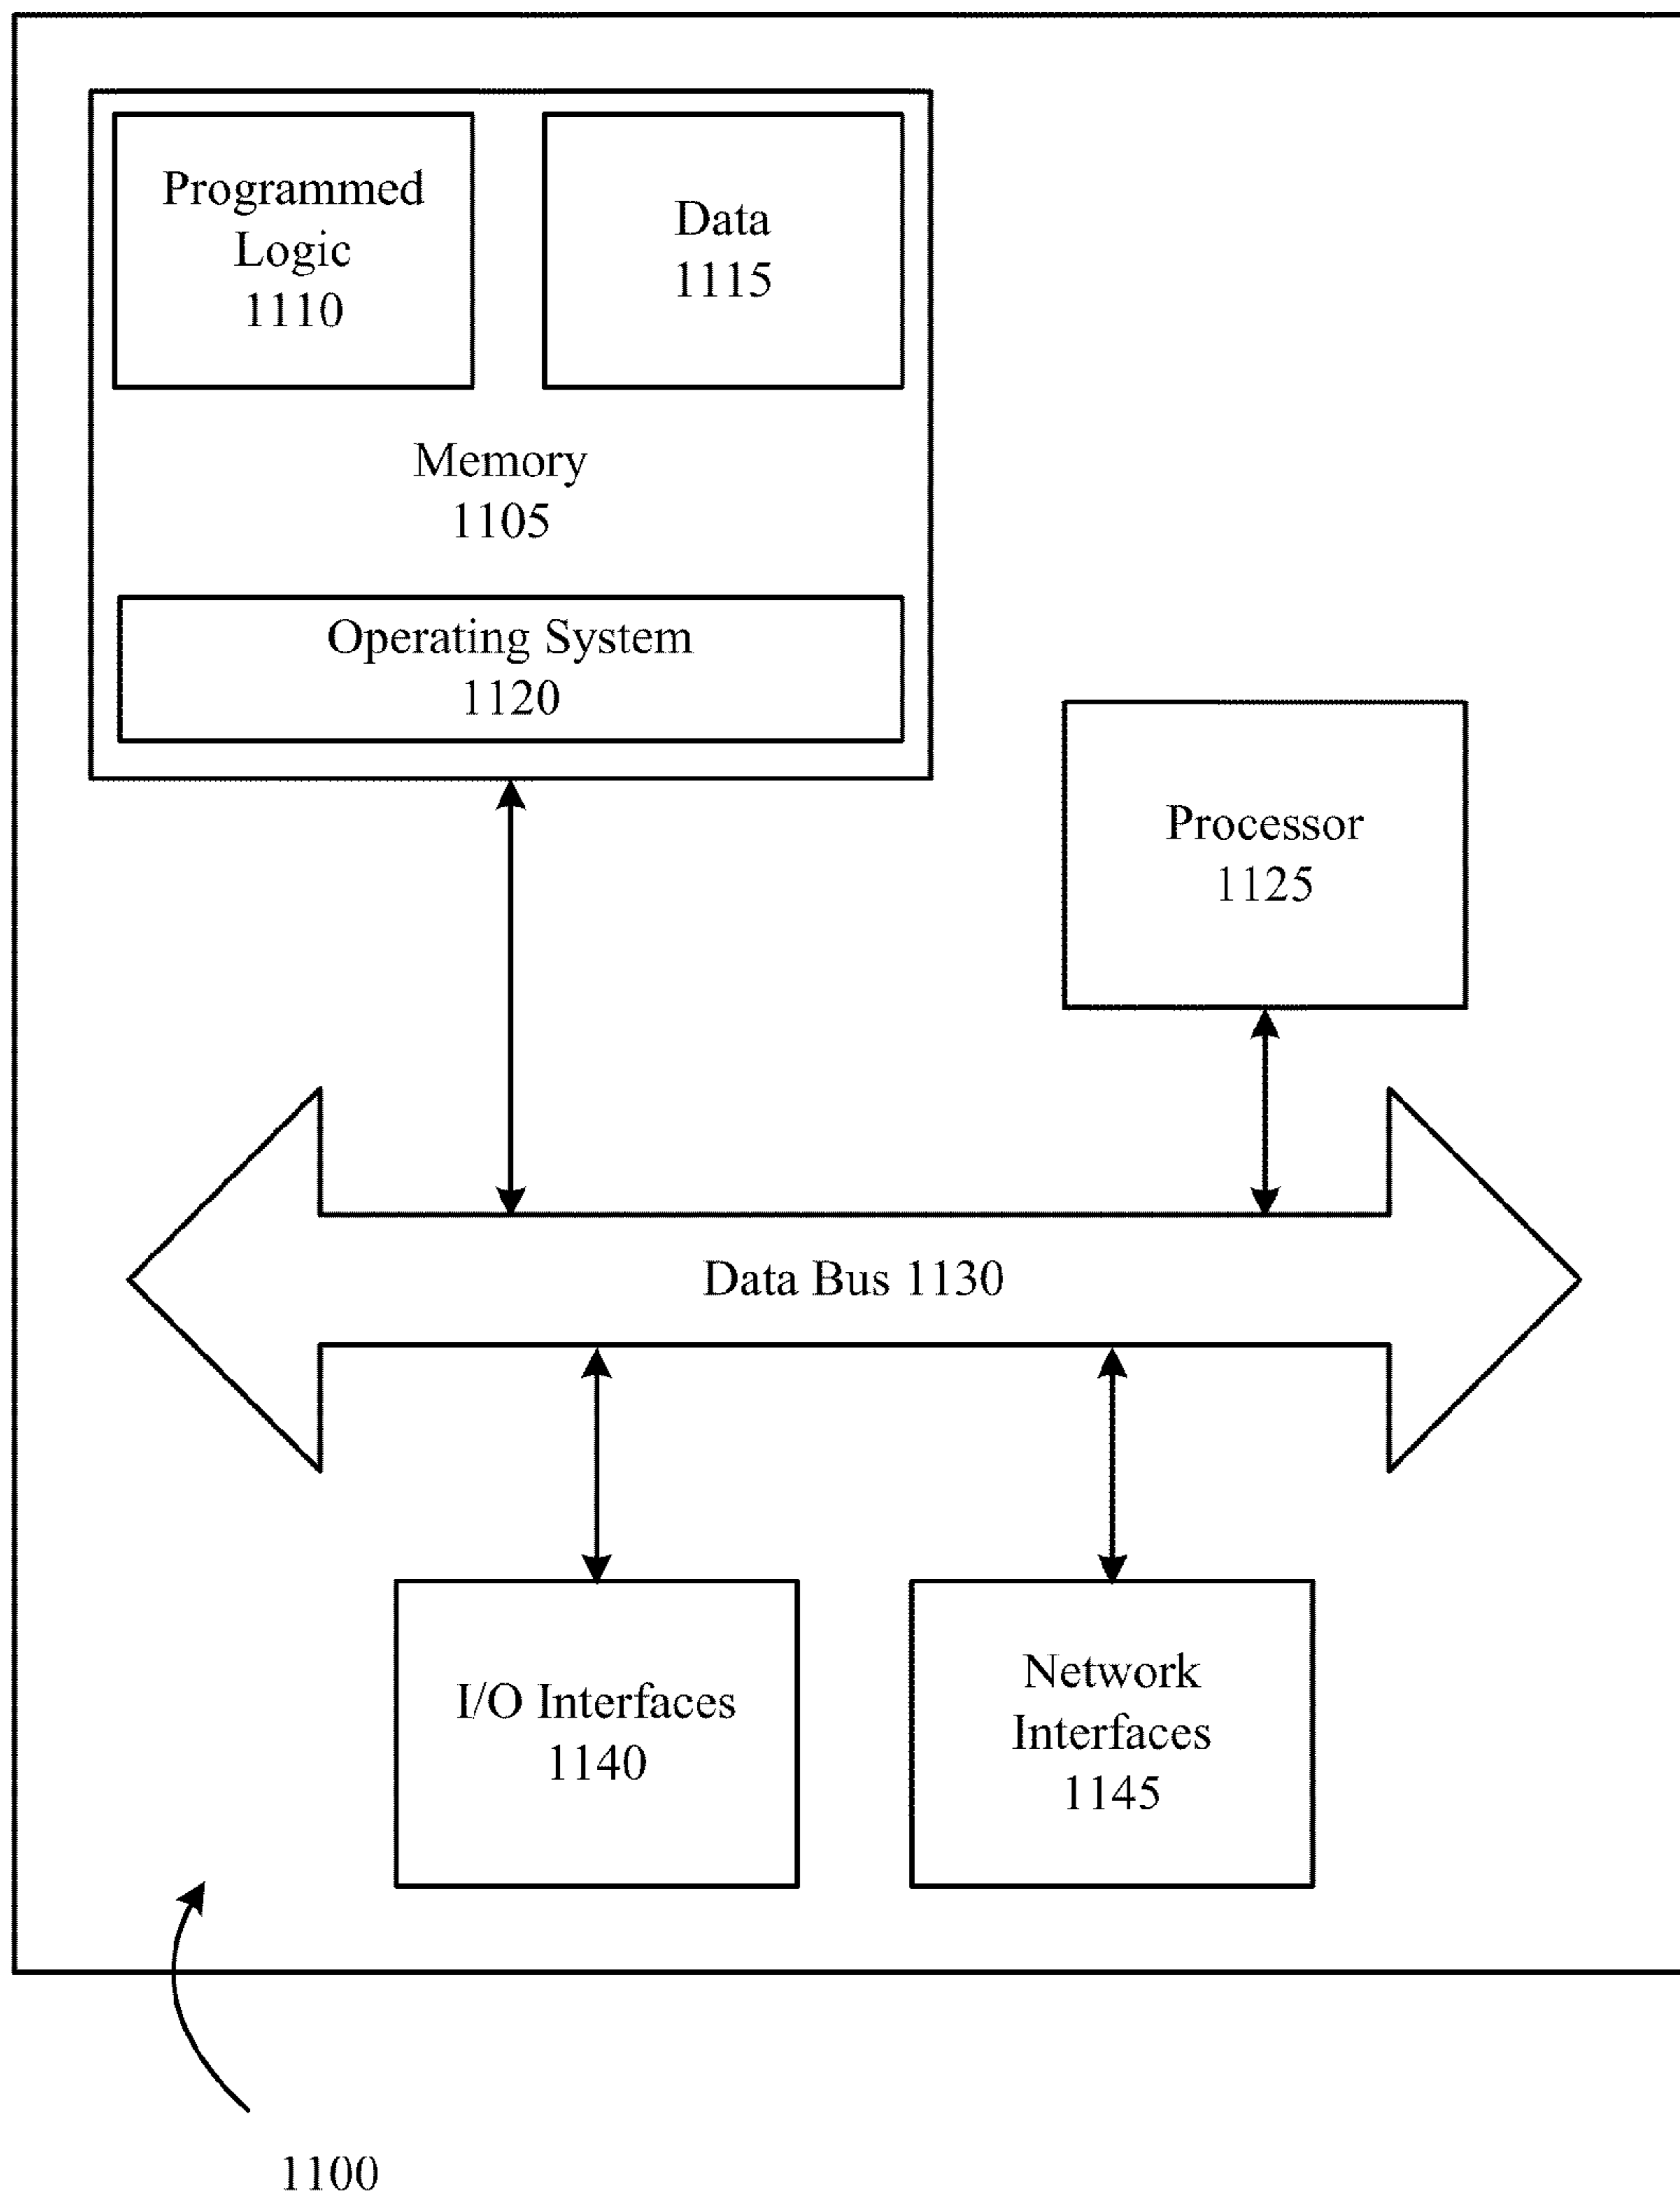 Programmed
Logic
1110
Data
1115
Memory
1105
Operating System
1120
Processor
1125
Data Bus 1130
I/O Interfaces
1140
Network
Interfaces
1145
1100